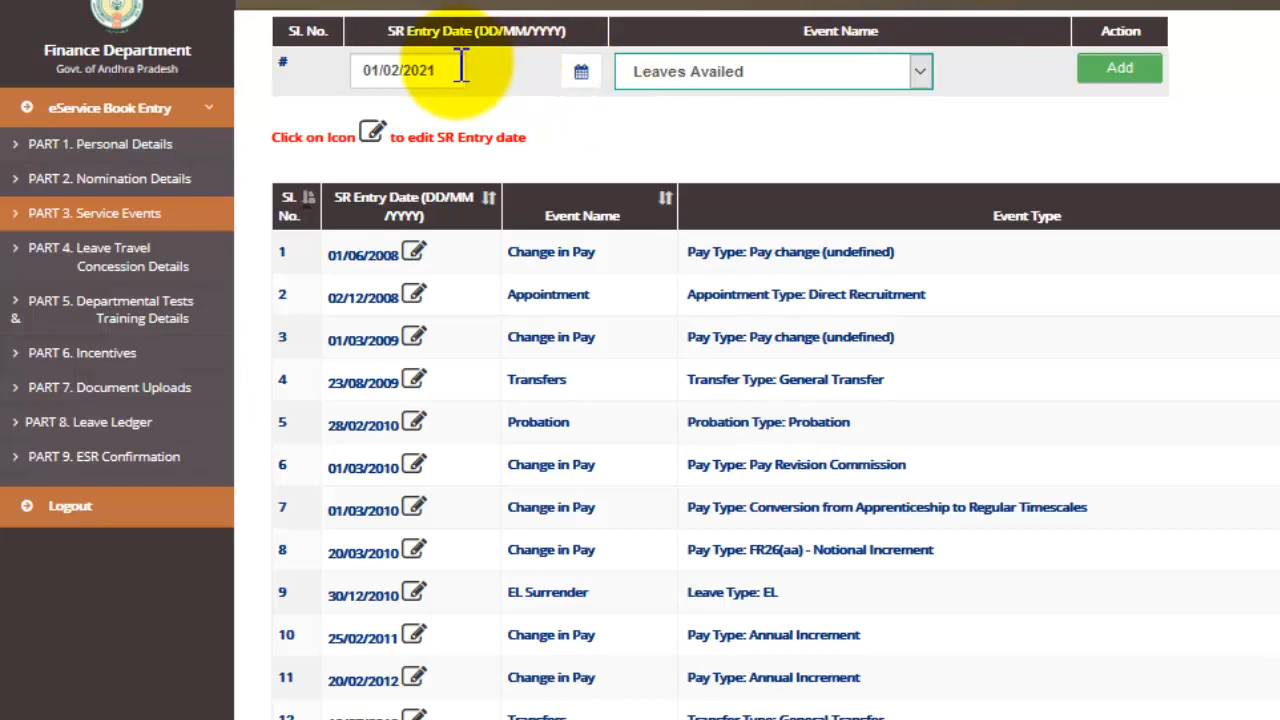 Finance Department
Govt. of Andhra Pradesh
eService Book Entry
PART 1. Personal Details
PART 2. Nomination Details
PART 3. Service Events
PART 4. Leave Travel
Concession Details
PART 5. Departmental Tests
& Training Details
PART 6. Incentives
PART 7. Document Uploads
PART 8. Leave Ledger
PART 9. ESR Confirmation
Logout
SI. No. SR Entry Date (DD/MM/YYYY) Event Name Action
# 01/02/2021 Leaves Availed Add
Click on Icon to edit SR Entry date
SI. No. SR Entry Date (DD/MM/YYYY) Event Name Event Type
1 01/06/2008 Change in Pay Pay Type: Pay change (undefined)
2 02/12/2008 Appointment Appointment Type: Direct Recruitment
3 01/03/2009 Change in Pay Pay Type: Pay change (undefined)
4 23/08/2009 Transfers Transfer Type: General Transfer
5 28/02/2010 Probation Probation Type: Probation
6 01/03/2010 Change in Pay Pay Type: Pay Revision Commission
7 01/03/2010 Change in Pay Pay Type: Conversion from Apprenticeship to Regular Timescales
8 20/03/2010 Change in Pay Pay Type: FR26(aa) - Notional Increment
9 30/12/2010 EL Surrender Leave Type: EL
10 25/02/2011 Change in Pay Pay Type: Annual Increment
11 20/02/2012 Change in Pay Pay Type: Annual Increment
12 Transfers Transfer Type: General Transfer